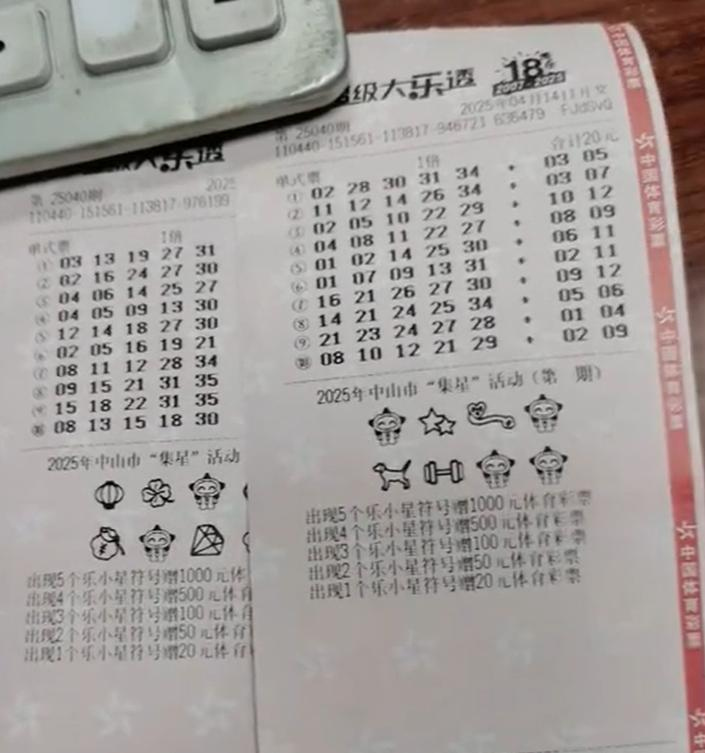 级大乐透 18年
2007-2025
第 25040期 2025年04月14日1月交
110440-151561-113817-946721 636479 FJdSvQ
单式票 1倍 合计20元
① 02 28 30 31 34 + 03 05
② 11 12 14 26 34 + 03 07
③ 02 05 10 22 29 + 10 12
④ 04 08 11 22 27 + 08 09
⑤ 01 02 14 25 30 + 06 11
⑥ 01 07 09 13 31 + 02 11
⑦ 16 21 26 27 30 + 09 12
⑧ 14 21 24 25 34 + 05 06
⑨ 21 23 24 27 28 + 01 04
⑩ 08 10 12 21 29 + 02 09
2025年中山市“集星”活动(第 期)
出现5个乐小星符号赠1000元体育彩票
出现4个乐小星符号赠500元体育彩票
出现3个乐小星符号赠100元体育彩票
出现2个乐小星符号赠50元体育彩票
出现1个乐小星符号赠20元体育彩票
级大乐透
第 25040期 2025
110440-151561-113817-976199
单式票 1倍
① 03 13 19 27 31
② 02 16 24 27 30
③ 04 06 14 25 27
④ 04 05 09 13 30
⑤ 12 14 18 27 30
⑥ 02 05 16 19 21
⑦ 08 11 12 28 34
⑧ 09 15 21 31 35
⑨ 15 18 22 31 35
⑩ 08 13 15 18 30
2025年中山市“集星”活动
出现5个乐小星符号赠1000元体
出现4个乐小星符号赠500元体育
出现3个乐小星符号赠100元体育
出现2个乐小星符号赠50元体育
出现1个乐小星符号赠20元体育
中国体育彩票
中国体育彩票
中国体育彩票
中国体育彩票